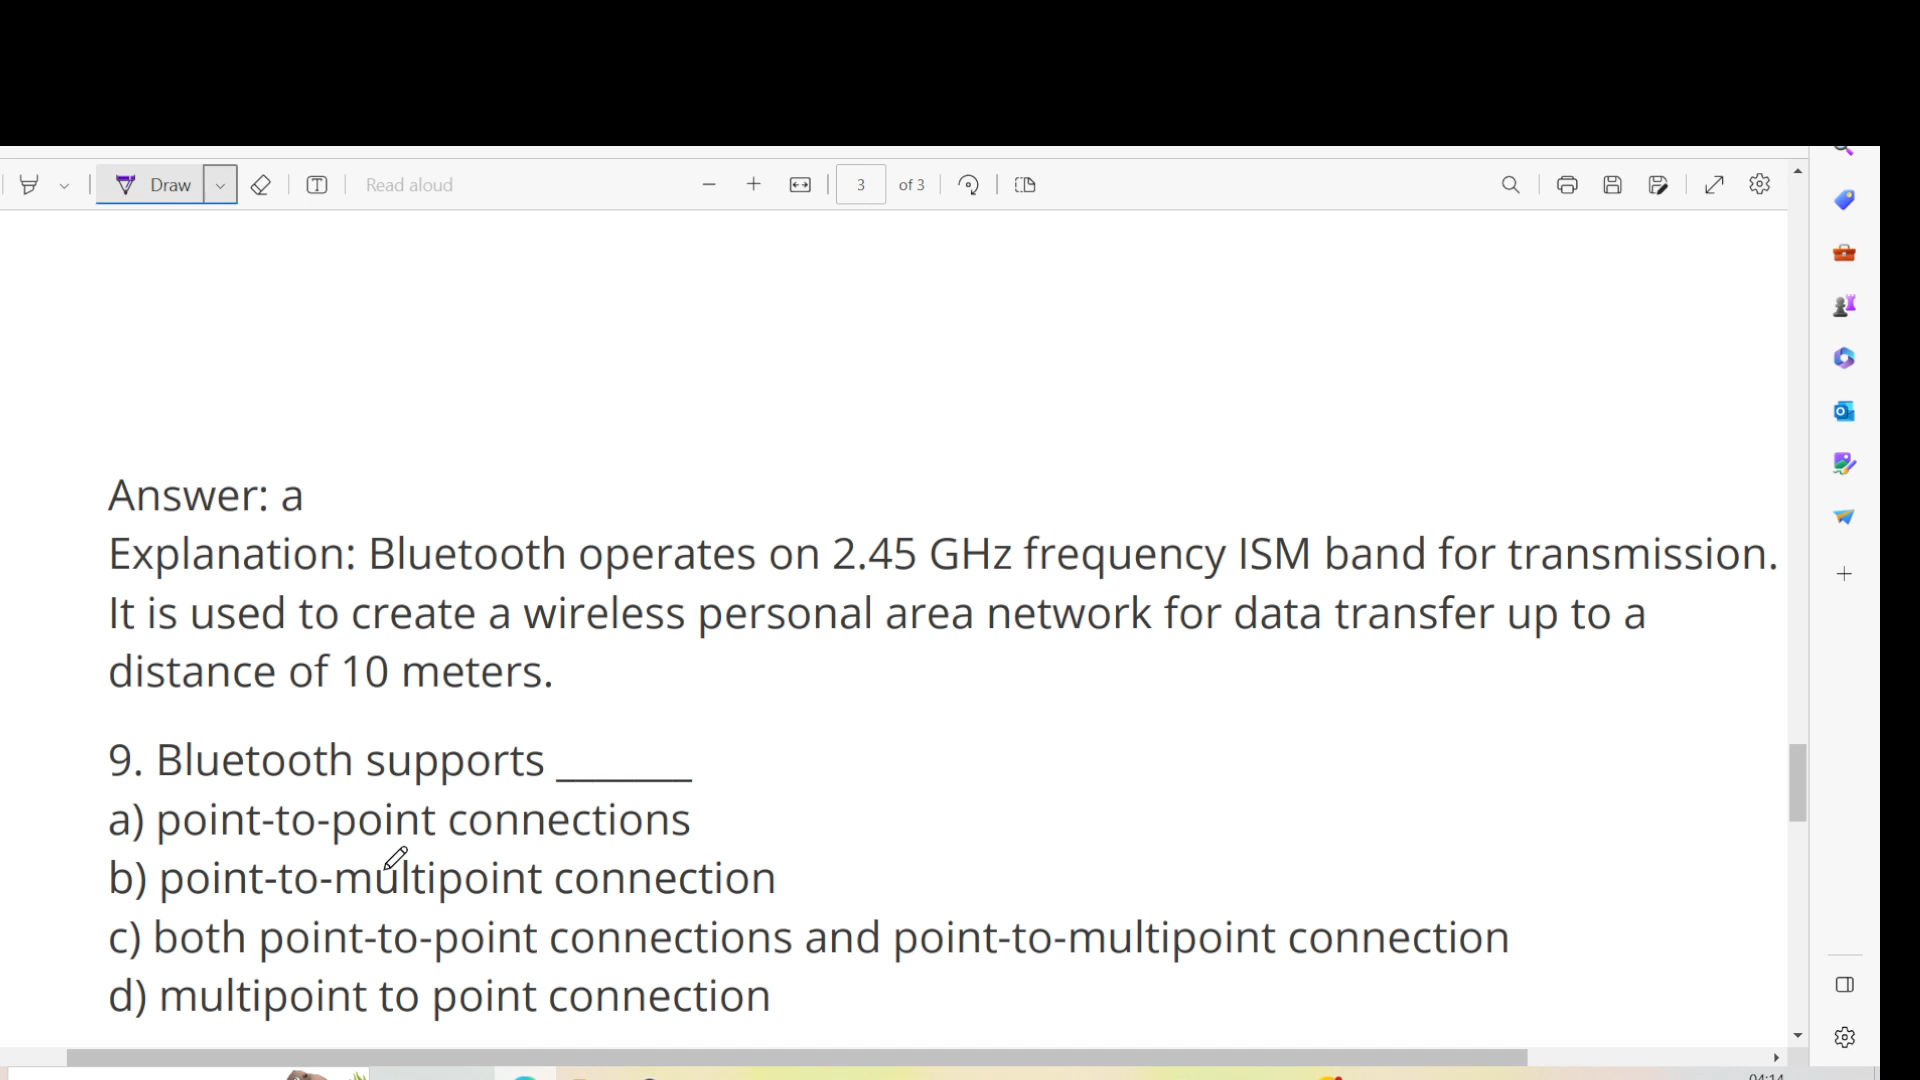 Draw
Read aloud
3
of 3
Answer: a
Explanation: Bluetooth operates on 2.45 GHz frequency ISM band for transmission.
It is used to create a wireless personal area network for data transfer up to a
distance of 10 meters.
9. Bluetooth supports _______
a) point-to-point connections
b) point-to-multipoint connection
c) both point-to-point connections and point-to-multipoint connection
d) multipoint to point connection
04:14